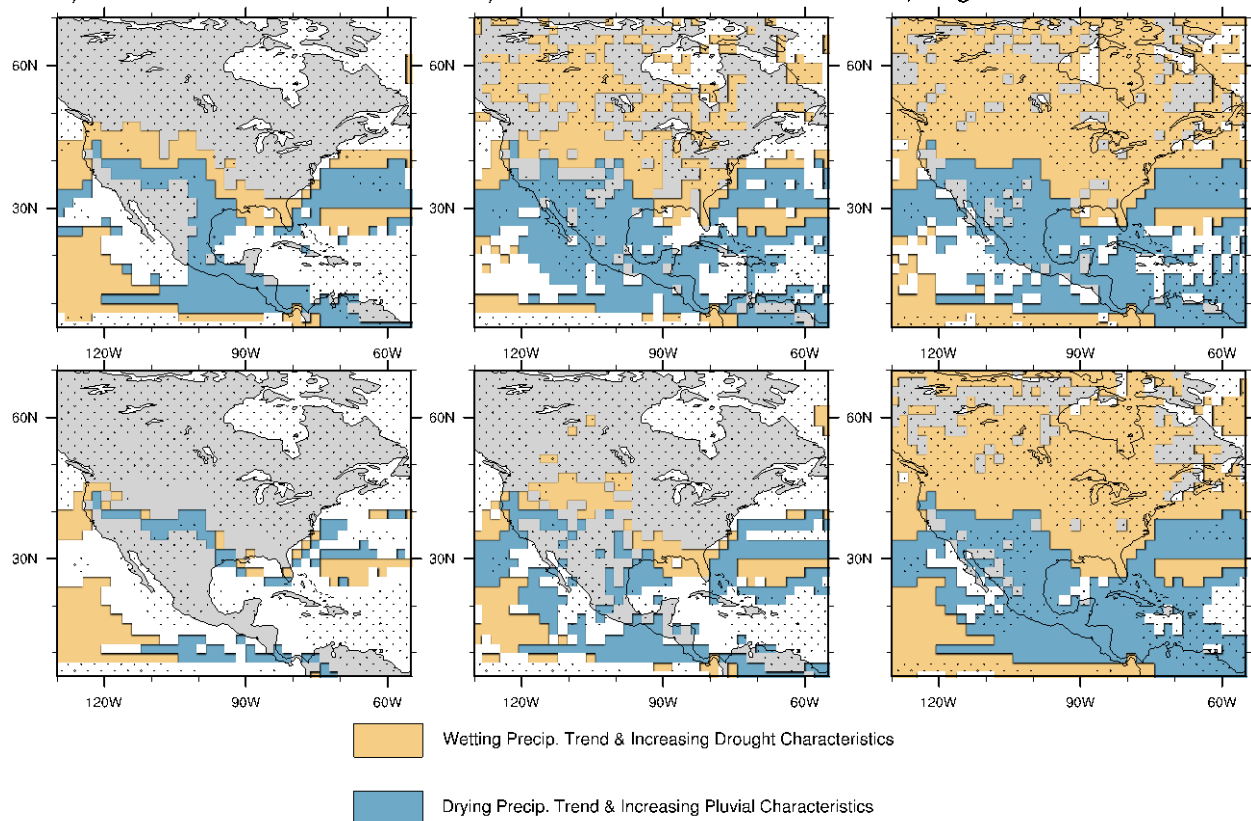 60N
30N
60N
30N
60N
30N
120W 90W 60W
120W 90W 60W
120W 90W 60W
60N
30N
60N
30N
60N
30N
120W 90W 60W
120W 90W 60W
120W 90W 60W
Wetting Precip. Trend & Increasing Drought Characteristics
Drying Precip. Trend & Increasing Pluvial Characteristics